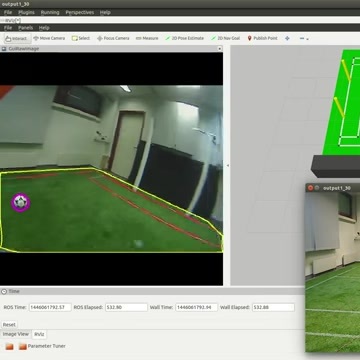 output1_30
File Plugins Running Perspectives Help
RViz[*]
File Panels Help
Interact Move Camera Select Focus Camera Measure 2D Pose Estimate 2D Nav Goal Publish Point
output1_30
Time
ROS Time: 1446061792.57 ROS Elapsed: 532.90 Wall Time: 1446061792.94 Wall Elapsed: 532.88
Reset
Image View RViz
Parameter Tuner